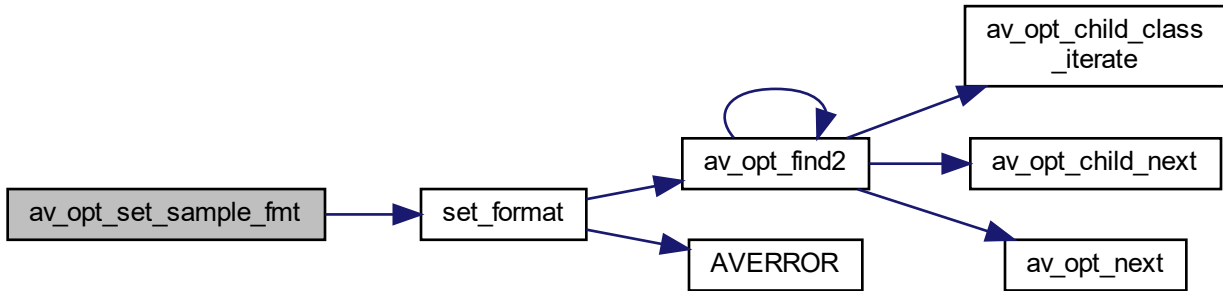 av_opt_set_sample_fmt
set_format
av_opt_find2
AVERROR
av_opt_child_class
_iterate
av_opt_child_next
av_opt_next